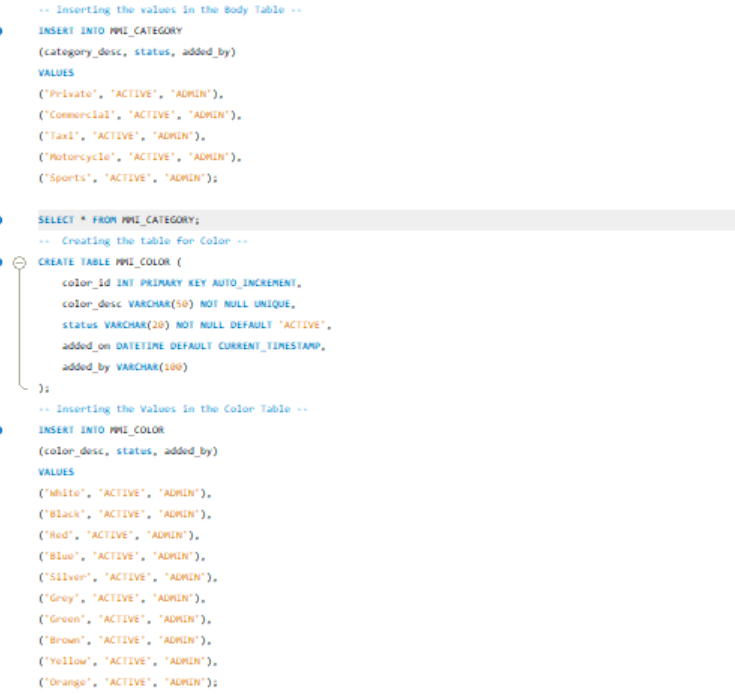 -- Inserting the values in the Body Table --
INSERT INTO MMI_CATEGORY
(category_desc, status, added_by)
VALUES
('Private', 'ACTIVE', 'ADMIN'),
('Commercial', 'ACTIVE', 'ADMIN'),
('Taxi', 'ACTIVE', 'ADMIN'),
('Motorcycle', 'ACTIVE', 'ADMIN'),
('Sports', 'ACTIVE', 'ADMIN');
SELECT * FROM MMI_CATEGORY;
--  Creating the table for Color --
CREATE TABLE MMI_COLOR (
color_id INT PRIMARY KEY AUTO_INCREMENT,
color_desc VARCHAR(50) NOT NULL UNIQUE,
status VARCHAR(20) NOT NULL DEFAULT 'ACTIVE',
added_on DATETIME DEFAULT CURRENT_TIMESTAMP,
added_by VARCHAR(100)
);
-- Inserting the Values in the Color Table --
INSERT INTO MMI_COLOR
(color_desc, status, added_by)
VALUES
('White', 'ACTIVE', 'ADMIN'),
('Black', 'ACTIVE', 'ADMIN'),
('Red', 'ACTIVE', 'ADMIN'),
('Blue', 'ACTIVE', 'ADMIN'),
('Silver', 'ACTIVE', 'ADMIN'),
('Grey', 'ACTIVE', 'ADMIN'),
('Green', 'ACTIVE', 'ADMIN'),
('Brown', 'ACTIVE', 'ADMIN'),
('Yellow', 'ACTIVE', 'ADMIN'),
('Orange', 'ACTIVE', 'ADMIN');